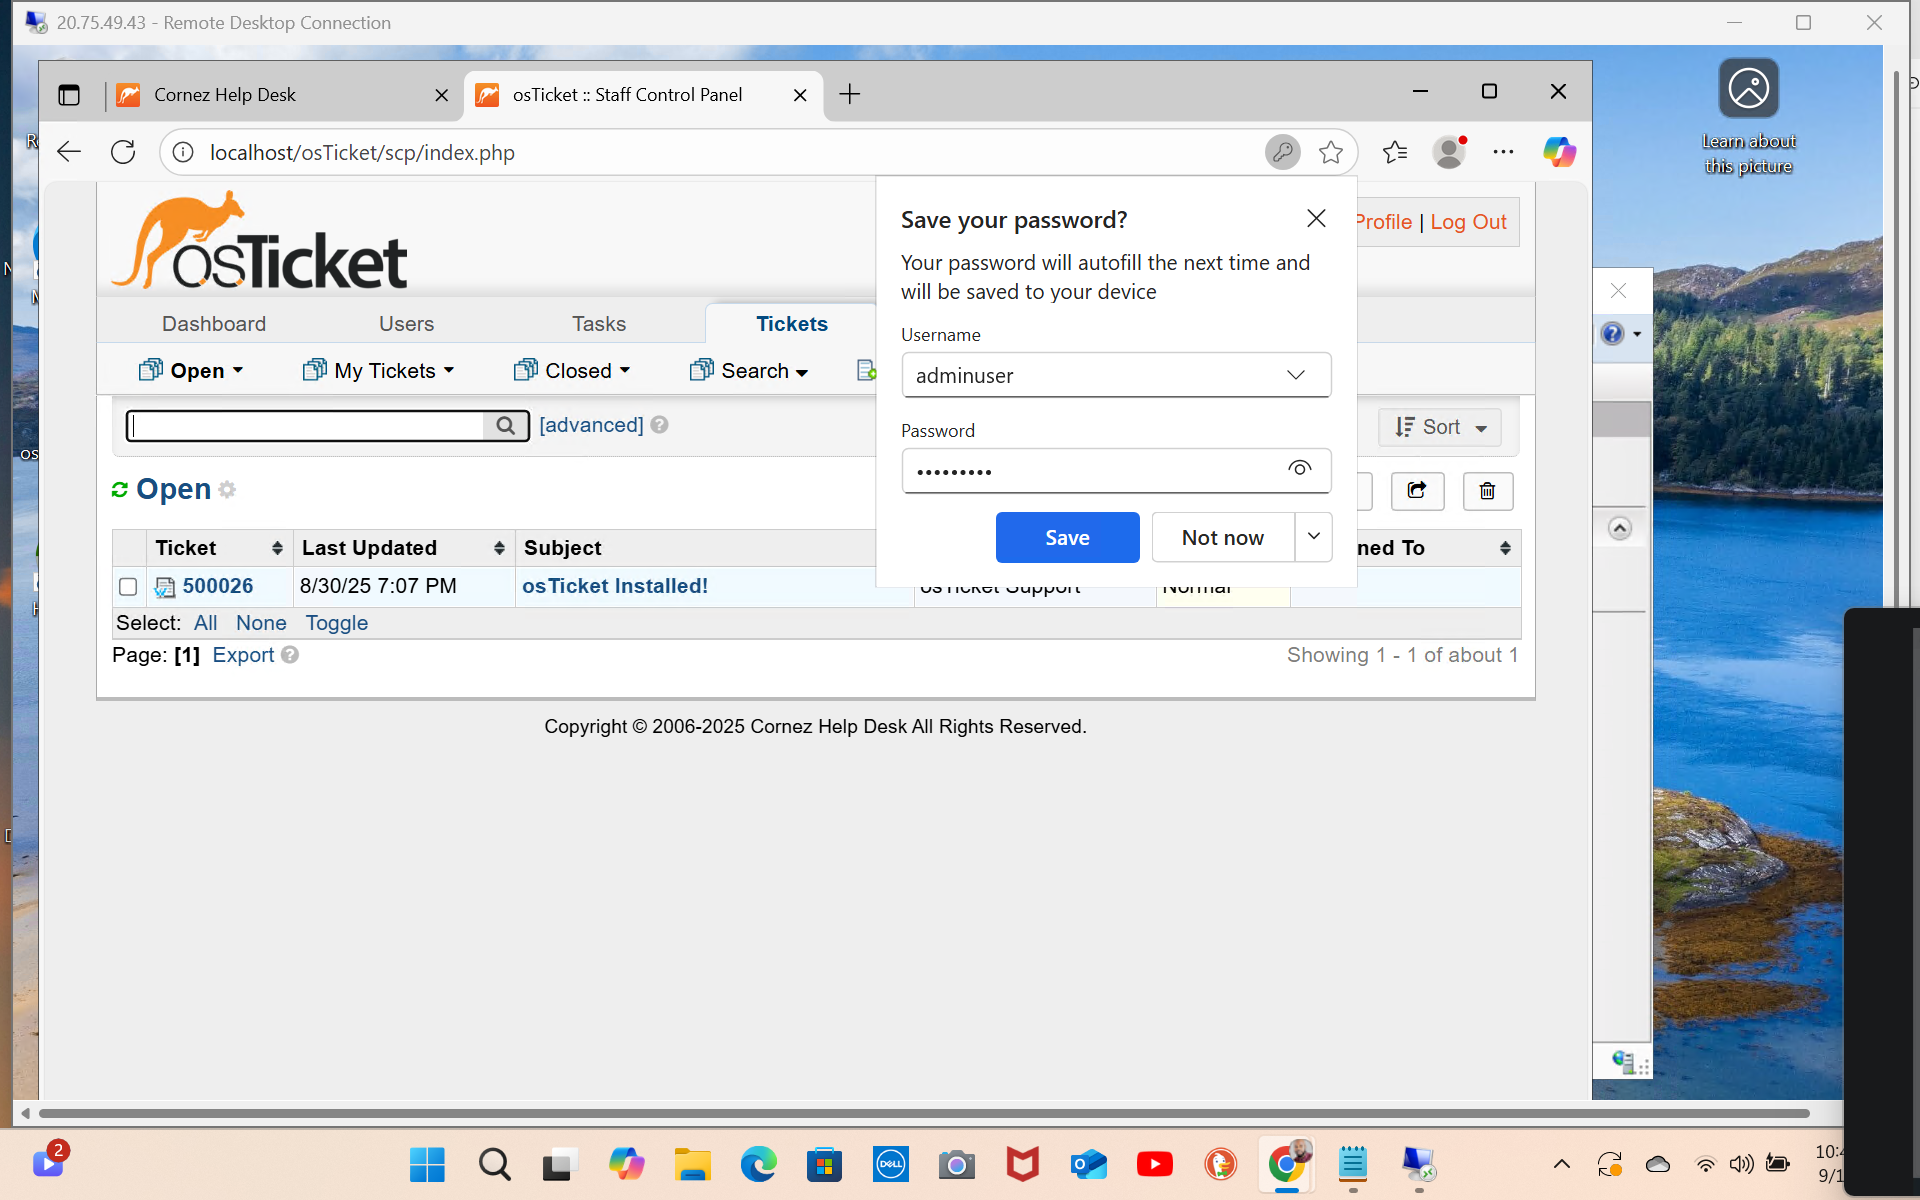 20.75.49.43 - Remote Desktop Connection
Cornez Help Desk
osTicket :: Staff Control Panel
localhost/osTicket/scp/index.php
Learn about
this picture
osTicket
Profile | Log Out
Save your password?
Your password will autofill the next time and
will be saved to your device
Username
adminuser
Password
•••••••••
Save
Not now
Dashboard
Users
Tasks
Tickets
Open
My Tickets
Closed
Search
[advanced]
Sort
Open
Ticket
Last Updated
Subject
ned To
500026
8/30/25 7:07 PM
osTicket Installed!
osTicket Support
Normal
Select: All None Toggle
Page: [1] Export
Showing 1 - 1 of about 1
Copyright © 2006-2025 Cornez Help Desk All Rights Reserved.
2
DELL
10:4
9/1